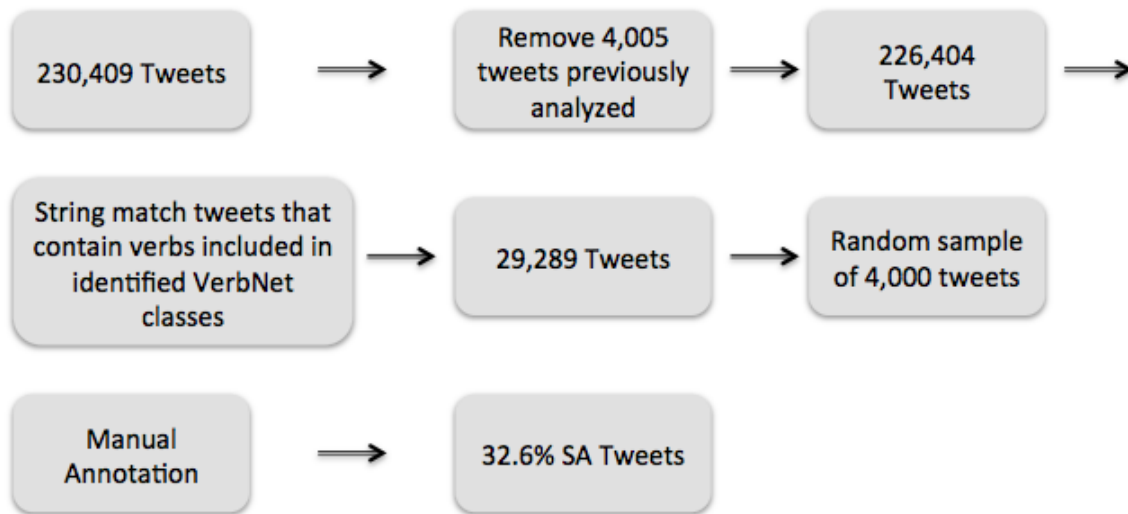 230,409 Tweets
Remove 4,005
tweets previously
analyzed
226,404
Tweets
String match tweets that
contain verbs included in
identified VerbNet
classes
29,289 Tweets
Random sample
of 4,000 tweets
Manual
Annotation
32.6% SA Tweets